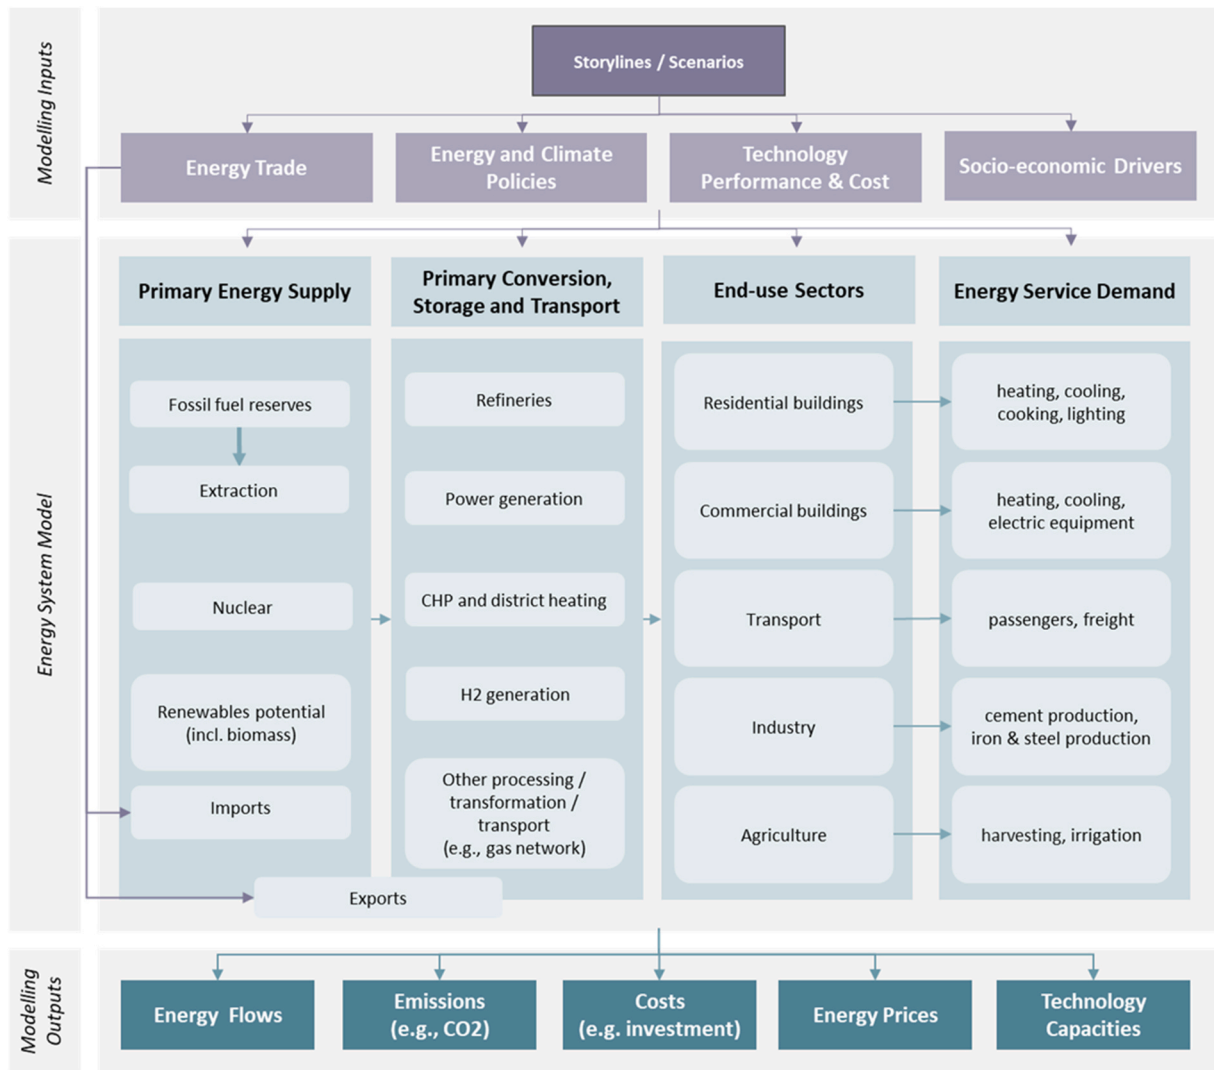 Modelling Inputs
Storylines / Scenarios
Energy Trade
Energy and Climate
Policies
Technology
Performance & Cost
Socio-economic Drivers
Energy System Model
Primary Energy Supply
Primary Conversion,
Storage and Transport
End-use Sectors
Energy Service Demand
Fossil fuel reserves
Extraction
Nuclear
Renewables potential
(incl. biomass)
Imports
Exports
Refineries
Power generation
CHP and district heating
H2 generation
Other processing /
transformation /
transport
(e.g., gas network)
Residential buildings
Commercial buildings
Transport
Industry
Agriculture
heating, cooling,
cooking, lighting
heating, cooling,
electric equipment
passengers, freight
cement production,
iron & steel production
harvesting, irrigation
Modelling
Outputs
Energy Flows
Emissions
(e.g., CO2)
Costs
(e.g. investment)
Energy Prices
Technology
Capacities